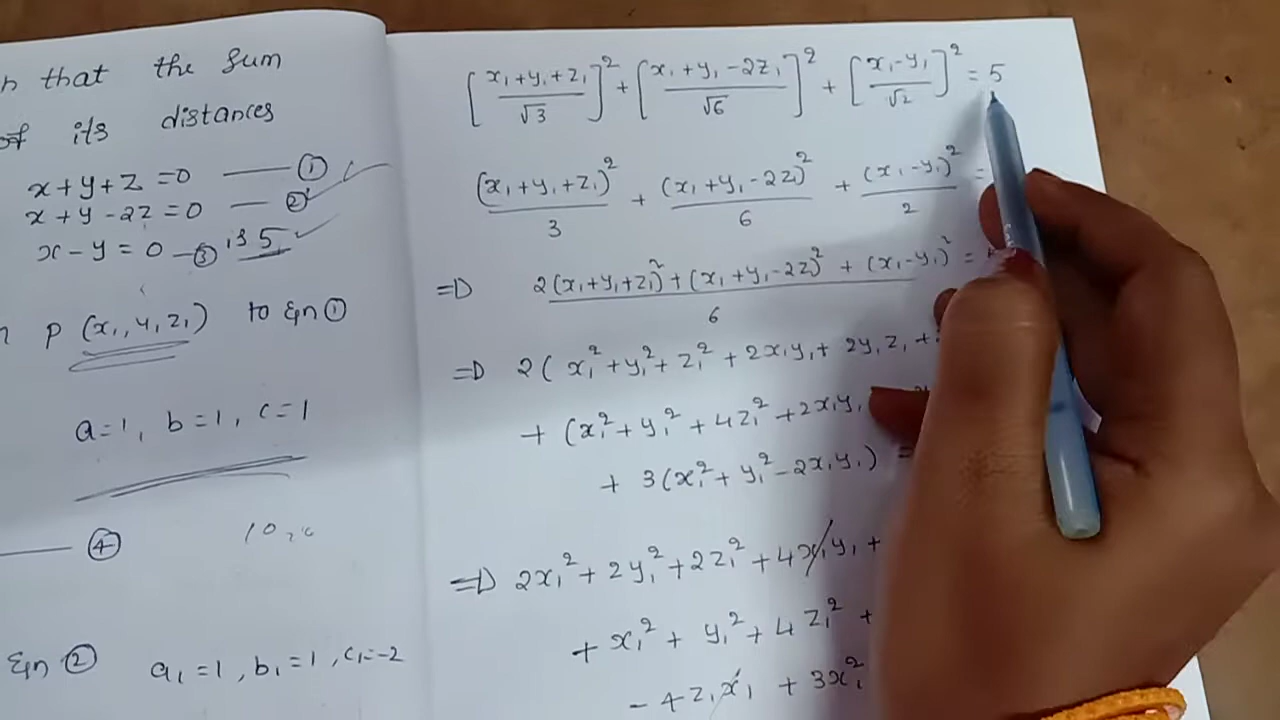 h that the sum
of its distances
x+y+z=0 —— ①
x+y-2z=0 — ②
x-y=0 —③ is 5
P (x₁, y, z₁) to Eqn ①
a=1, b=1, c=1
—— ④
Eqn ② a₁=1, b₁=1, c₁=-2
[x₁+y₁+z₁/√3]² + [x₁+y₁-2z₁/√6]² + [x₁-y₁/√2]² = 5
(x₁+y₁+z₁)²/3 + (x₁+y₁-2z₁)²/6 + (x₁-y₁)²/2 =
⇒ 2(x₁+y₁+z₁)²+(x₁+y₁-2z₁)²+(x₁-y₁)²/6 =
⇒ 2(x₁²+y₁²+z₁²+2x₁y₁+2y₁z₁+
+(x₁²+y₁²+4z₁²+2x₁y₁
+3(x₁²+y₁²-2x₁y₁) =
⇒ 2x₁²+2y₁²+2z₁²+4x₁y₁+
+x₁²+y₁²+4z₁²+
-4z₁x₁+3x₁²